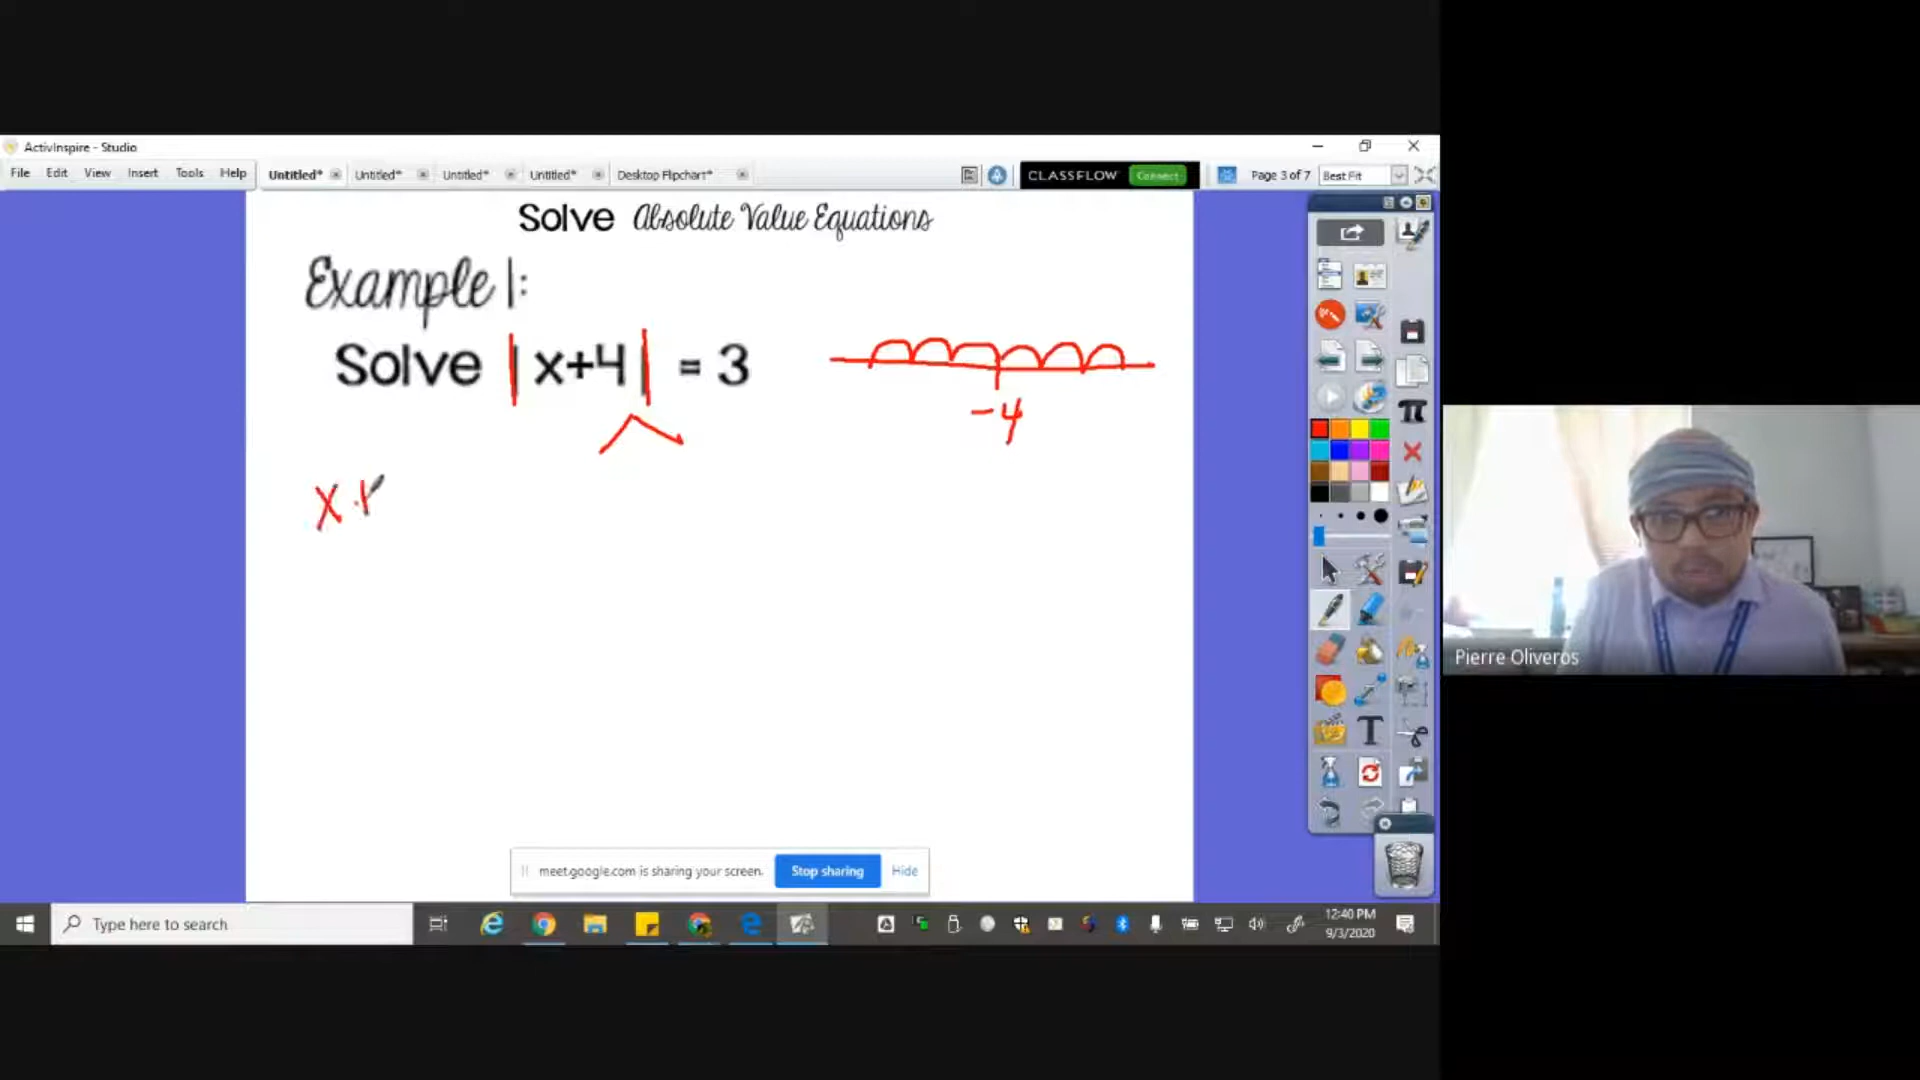 ActivInspire - Studio
File Edit View Insert Tools Help Untitled* Untitled* Untitled* Untitled* Desktop Flipchart* CLASSFLOW Connect Page 3 of 7 Best Fit
Solve Absolute Value Equations
Example 1:
Solve |x+4| = 3
-4
x +
Pierre Oliveros
meet.google.com is sharing your screen. Stop sharing Hide
Type here to search
12:40 PM
9/3/2020